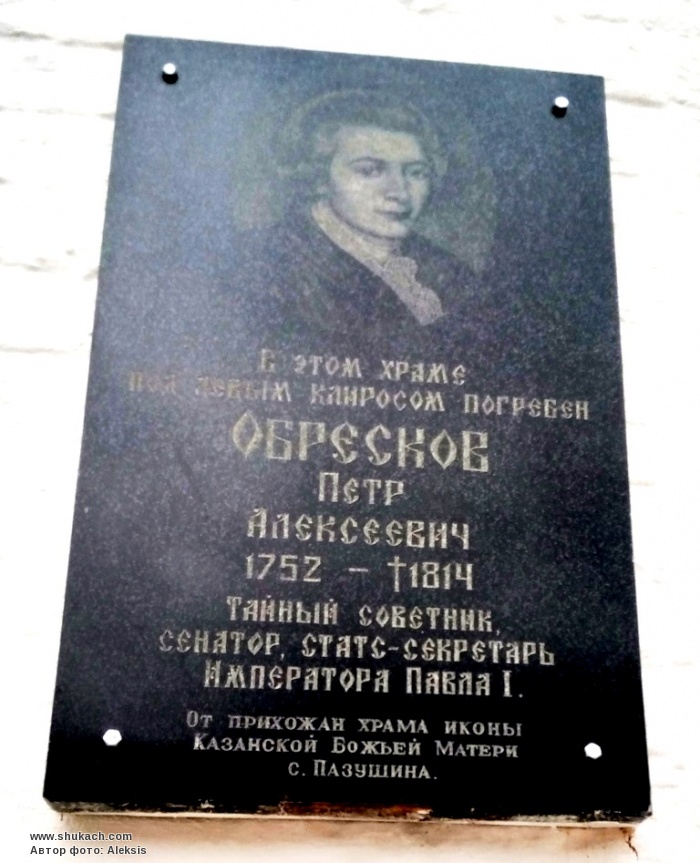 В ЭТОМ ХРАМЕ
ПОД ЛЕВЫМ КЛИРОСОМ ПОГРЕБЕН
ОБРЕСКОВ
ПЕТР
АЛЕКСЕЕВИЧ
1752 – †1814
ТАЙНЫЙ СОВЕТНИК,
СЕНАТОР, СТАТС-СЕКРЕТАРЬ
ИМПЕРАТОРА ПАВЛА I.
ОТ ПРИХОЖАН ХРАМА ИКОНЫ
КАЗАНСКОЙ БОЖЬЕЙ МАТЕРИ
С. ПАЗУШИНА.
www.shukach.com
Автор фото: Aleksis